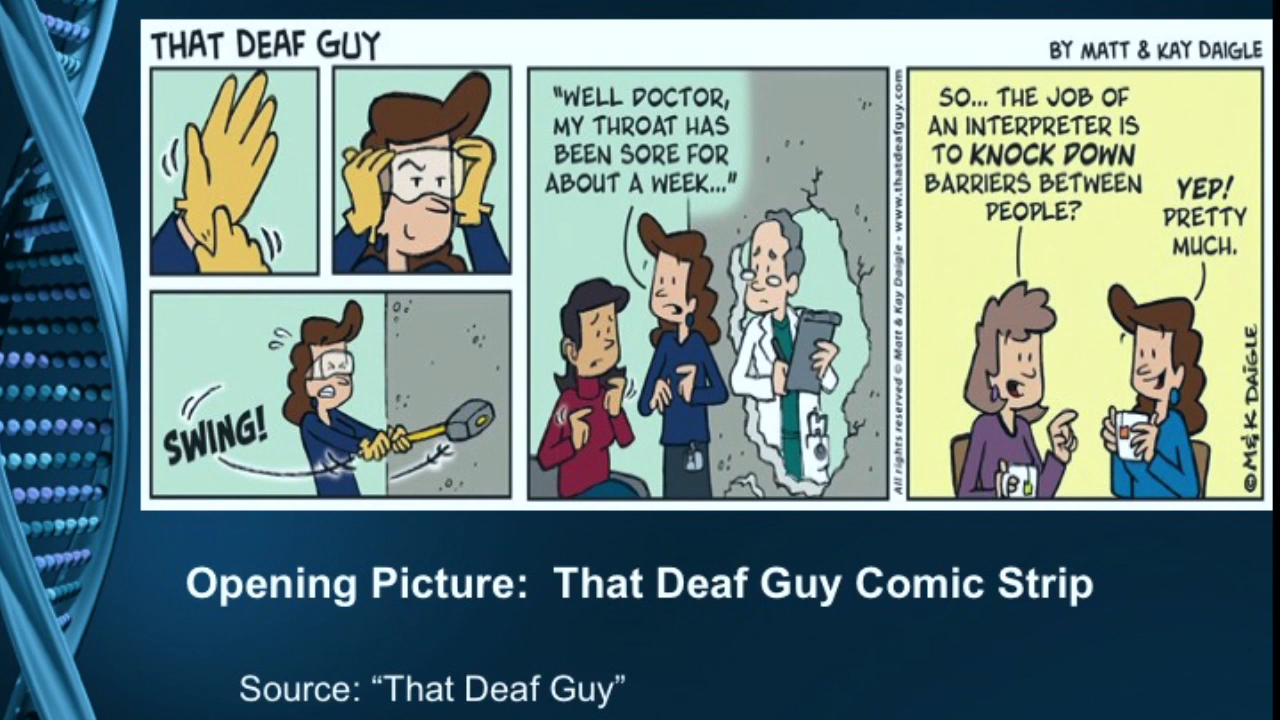 THAT DEAF GUY
BY MATT & KAY DAIGLE
SWING!
"WELL DOCTOR,
MY THROAT HAS
BEEN SORE FOR
ABOUT A WEEK..."
All rights reserved © Matt & Kay Daigle - www.thatdeafguy.com
SO... THE JOB OF
AN INTERPRETER IS
TO KNOCK DOWN
BARRIERS BETWEEN
PEOPLE?
YEP!
PRETTY
MUCH.
© M&K DAIGLE
Opening Picture: That Deaf Guy Comic Strip
Source: “That Deaf Guy”